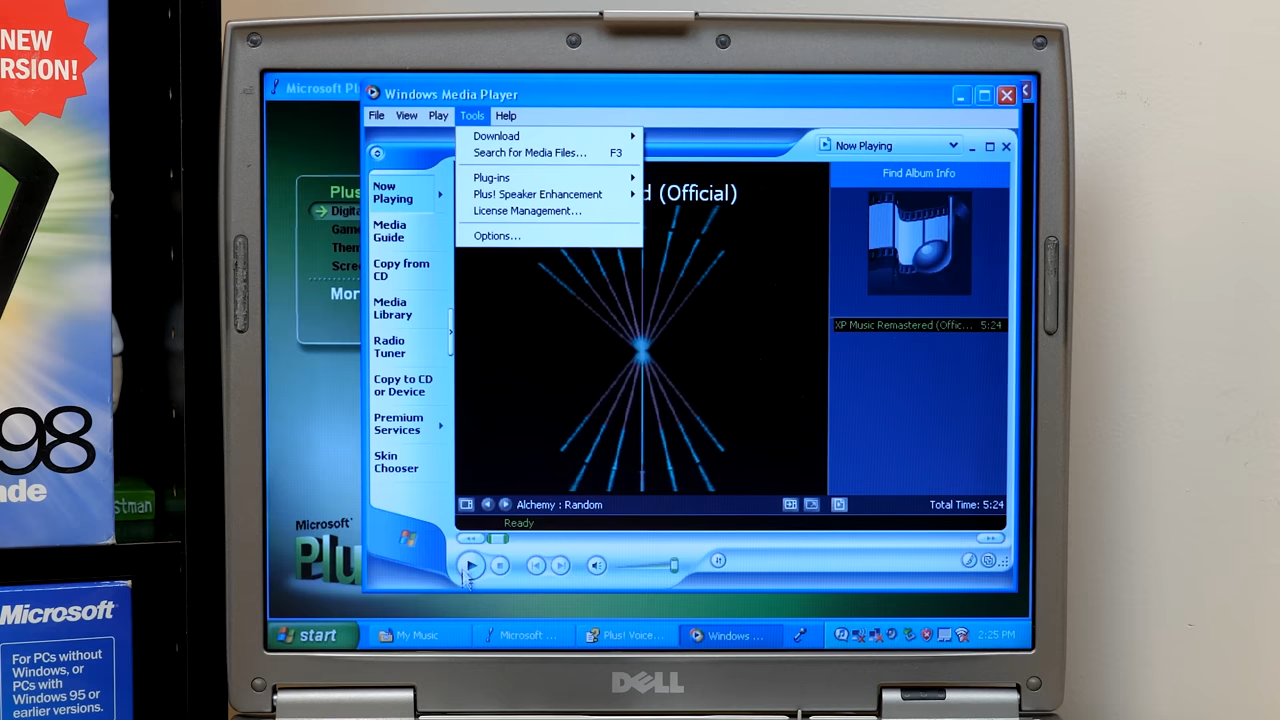 NEW
RSION!
98
ade
stman
Microsoft
For PCs without
Windows, or
PCs with
Windows 95 or
earlier versions.
Microsoft Pl
Windows Media Player
File View Play Tools Help
Download
Search for Media Files... F3
Plug-ins
Plus! Speaker Enhancement
License Management...
Options...
Now Playing
d (Official)
Find Album Info
XP Music Remastered (Offic... 5:24
Total Time: 5:24
Now
Playing
Media
Guide
Copy from
CD
Media
Library
Radio
Tuner
Copy to CD
or Device
Premium
Services
Skin
Chooser
Plus
Digita
Game
Them
Scree
Mor
Microsoft
Plu
Alchemy : Random
Ready
start
My Music
Microsoft ...
Plus! Voice...
Windows ...
2:25 PM
DELL